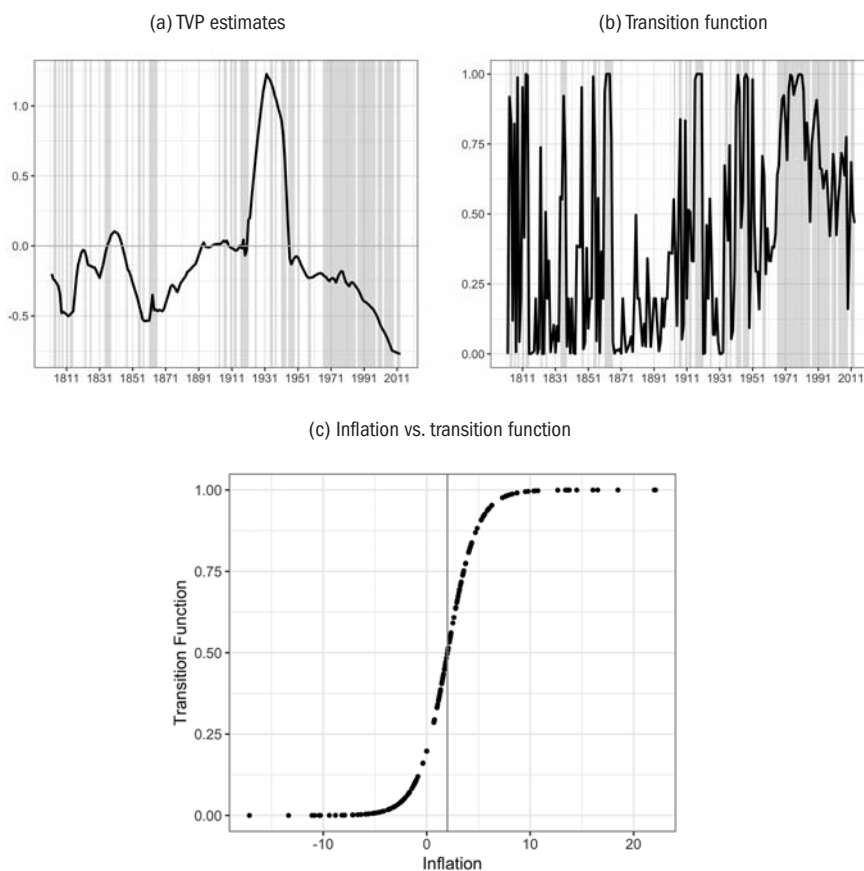 (a) TVP estimates
(b) Transition function
1.0
0.5
0.0
-0.5
1811 1831 1851 1871 1891 1911 1931 1951 1971 1991 2011
1.00
0.75
0.50
0.25
0.00
1811 1831 1851 1871 1891 1911 1931 1951 1971 1991 2011
(c) Inflation vs. transition function
Transition Function
1.00
0.75
0.50
0.25
0.00
-10 0 10 20
Inflation